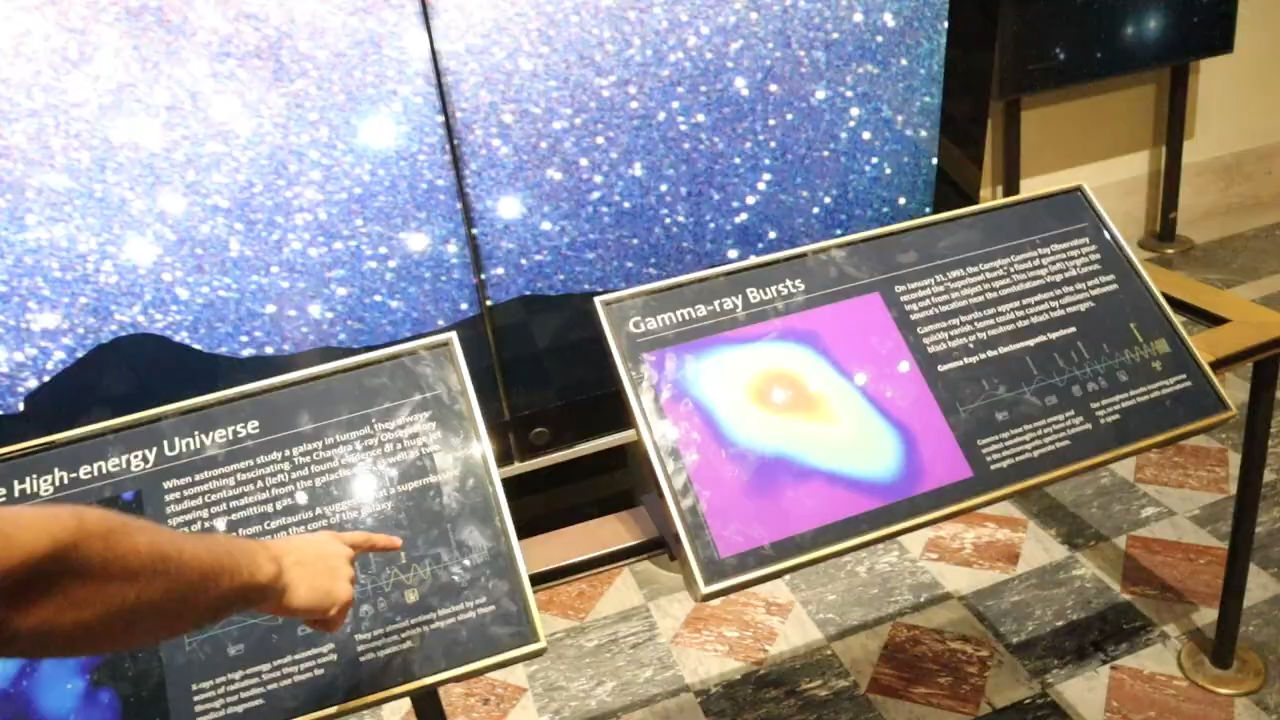 e High-energy Universe
When astronomers study a galaxy in turmoil, they always
see something fascinating. The Chandra X-ray Observatory
studied Centaurus A (left) and found evidence of a huge jet
spewing out material from the galactic as well as two
of x-ray-emitting gas.
from Centaurus A that a supermass
up the core of the galaxy.
X-rays are high-energy, small-wavelength
waves of radiation. Since they pass easily
through our bodies, we use them for
medical diagnoses.
They are almost entirely blocked by our
atmosphere, which is why we study them
with spacecraft.
Gamma-ray Bursts
On January 31, 1993, the Compton Gamma Ray Observatory
recorded the "Superbowl Burst," a flood of gamma rays pour-
ing out from an object in space. This image (left) targets the
source's location near the constellations Virgo and Corvus.
Gamma-ray bursts can appear anywhere in the sky and then
quickly vanish. Some could be caused by collisions between
black holes or by neutron star-black hole mergers.
Gamma Rays in the Electromagnetic Spectrum
Gamma rays have the most energy and
smallest wavelengths of any form of light
in the electromagnetic spectrum. Extremely
energetic events generate them.
Our atmosphere absorbs incoming gamma
rays, so we detect them with observatories
in space.